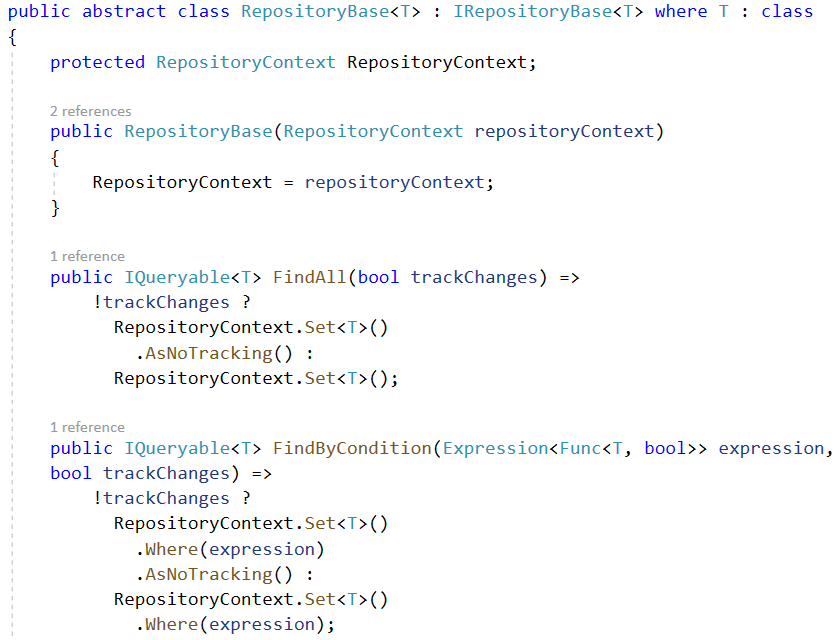 public abstract class RepositoryBase<T> : IRepositoryBase<T> where T : class
{
protected RepositoryContext RepositoryContext;
2 references
public RepositoryBase(RepositoryContext repositoryContext)
{
RepositoryContext = repositoryContext;
}
1 reference
public IQueryable<T> FindAll(bool trackChanges) =>
!trackChanges ?
RepositoryContext.Set<T>()
.AsNoTracking() :
RepositoryContext.Set<T>();
1 reference
public IQueryable<T> FindByCondition(Expression<Func<T, bool>> expression,
bool trackChanges) =>
!trackChanges ?
RepositoryContext.Set<T>()
.Where(expression)
.AsNoTracking() :
RepositoryContext.Set<T>()
.Where(expression);